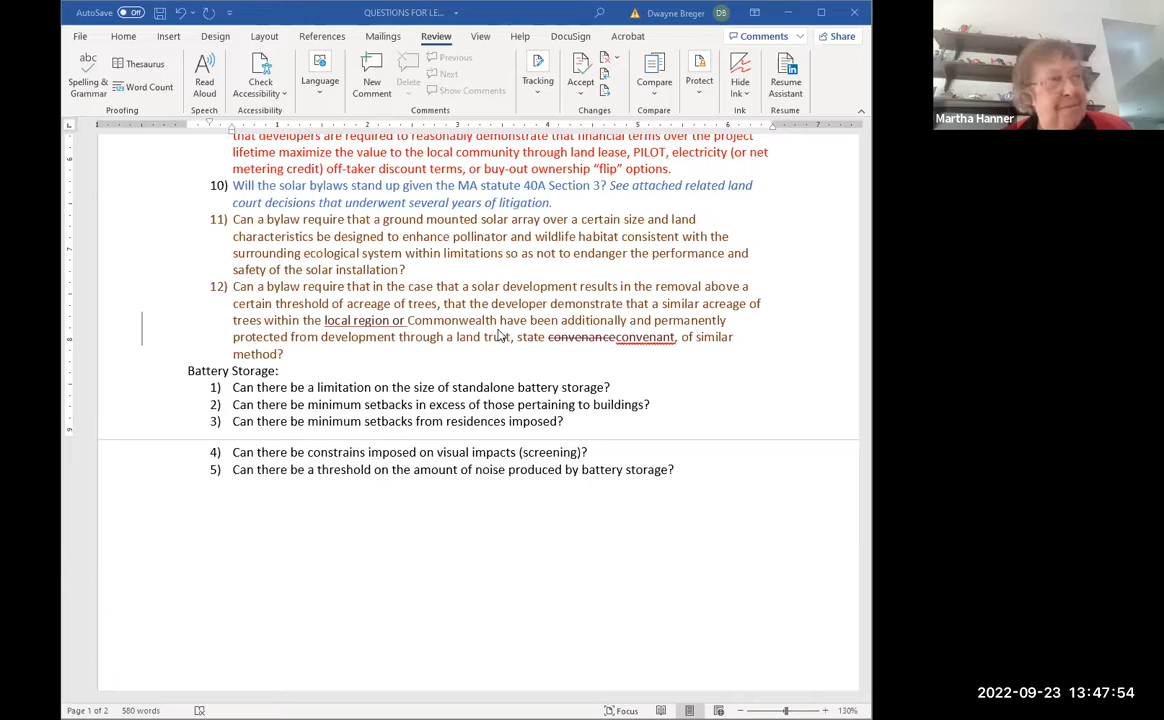 AutoSave Off QUESTIONS FOR LE... Dwayne Breger DB
File Home Insert Design Layout References Mailings Review View Help DocuSign Acrobat Comments Share
abc Spelling & Grammar Thesaurus Word Count Read Aloud Check Accessibility Language New Comment Delete Previous Next Show Comments Tracking Accept Compare Protect Hide Ink Resume Assistant
Proofing Speech Accessibility Comments Changes Compare Ink Resume
Martha Hanner
1 1 2 3 4 5 6 7
that developers are required to reasonably demonstrate that financial terms over the project
lifetime maximize the value to the local community through land lease, PILOT, electricity (or net
metering credit) off-taker discount terms, or buy-out ownership “flip” options.
10) Will the solar bylaws stand up given the MA statute 40A Section 3? See attached related land
court decisions that underwent several years of litigation.
11) Can a bylaw require that a ground mounted solar array over a certain size and land
characteristics be designed to enhance pollinator and wildlife habitat consistent with the
surrounding ecological system within limitations so as not to endanger the performance and
safety of the solar installation?
12) Can a bylaw require that in the case that a solar development results in the removal above a
certain threshold of acreage of trees, that the developer demonstrate that a similar acreage of
trees within the local region or Commonwealth have been additionally and permanently
protected from development through a land trust, state convenanceconvenant, of similar
method?
Battery Storage:
1) Can there be a limitation on the size of standalone battery storage?
2) Can there be minimum setbacks in excess of those pertaining to buildings?
3) Can there be minimum setbacks from residences imposed?
4) Can there be constrains imposed on visual impacts (screening)?
5) Can there be a threshold on the amount of noise produced by battery storage?
2022-09-23 13:47:54
Page 1 of 2 580 words Focus 130%